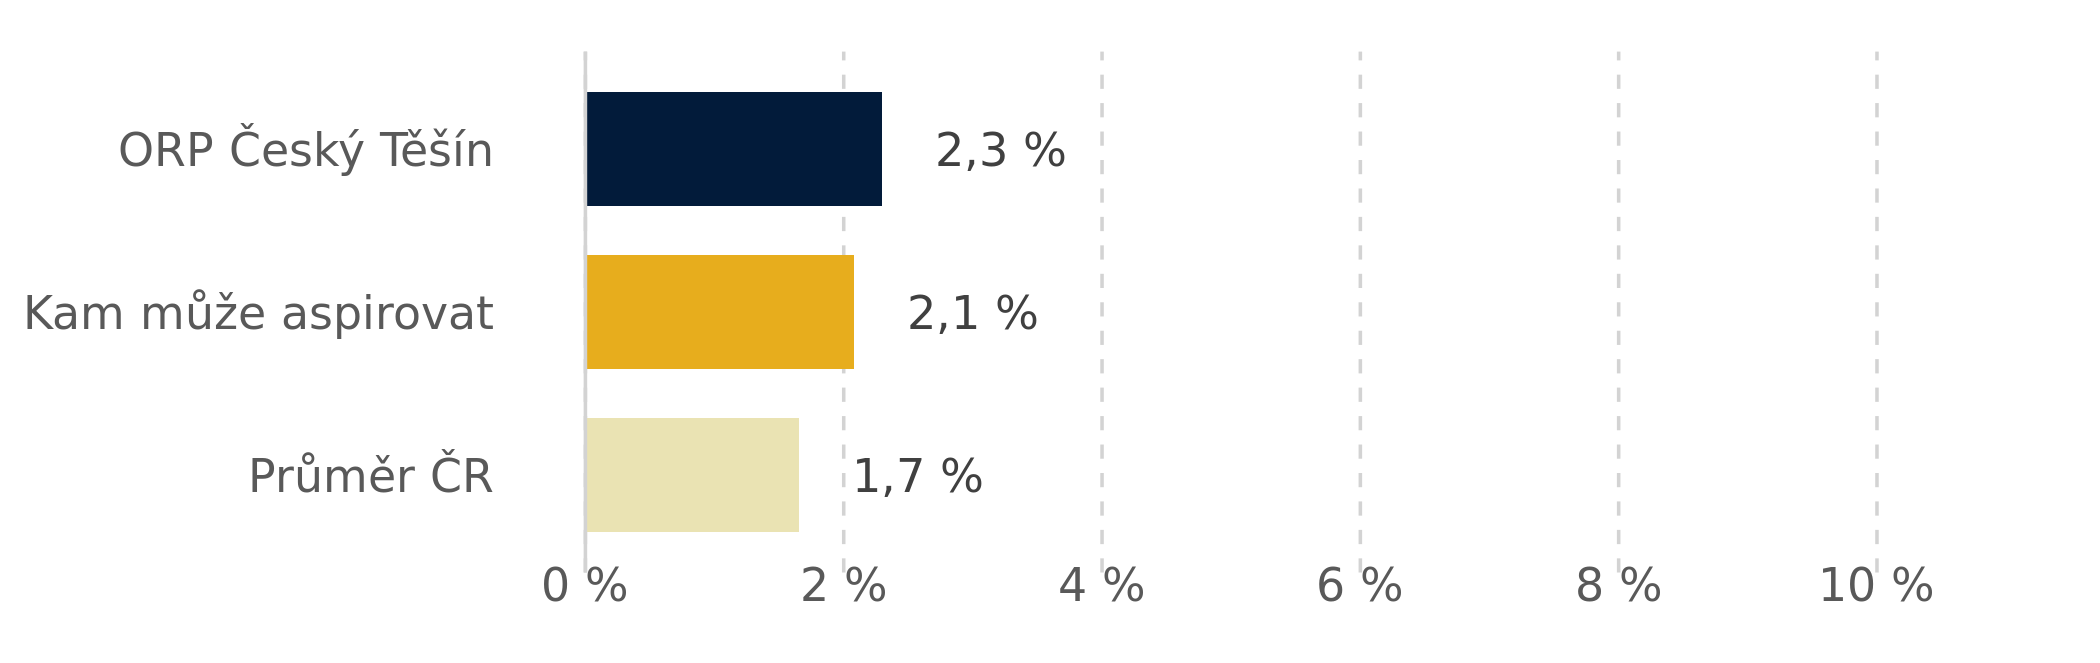 ORP Český Těšín 2,3 %
Kam může aspirovat 2,1 %
Průměr ČR 1,7 %
0 % 2 % 4 % 6 % 8 % 10 %